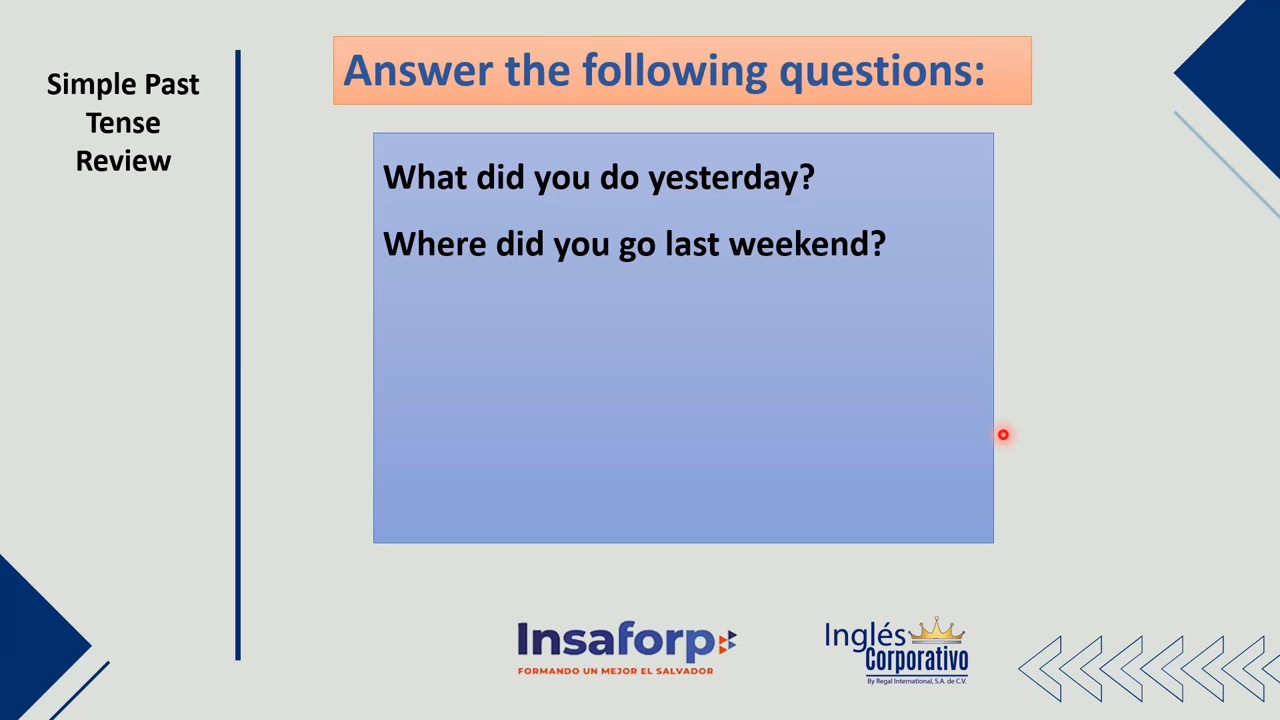 Simple Past
Tense
Review
Answer the following questions:
What did you do yesterday?
Where did you go last weekend?
Insaforp
FORMANDO UN MEJOR EL SALVADOR
Inglés
Corporativo
By Regal International, S.A. de C.V.